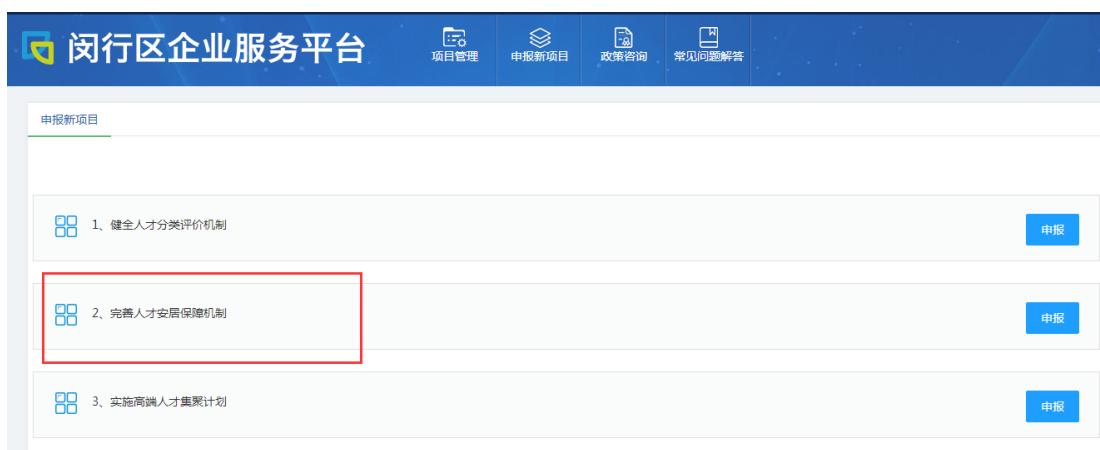 闵行区企业服务平台
项目管理
申报新项目
政策咨询
常见问题解答
申报新项目
1、健全人才分类评价机制
申报
2、完善人才安居保障机制
申报
3、实施高端人才集聚计划
申报